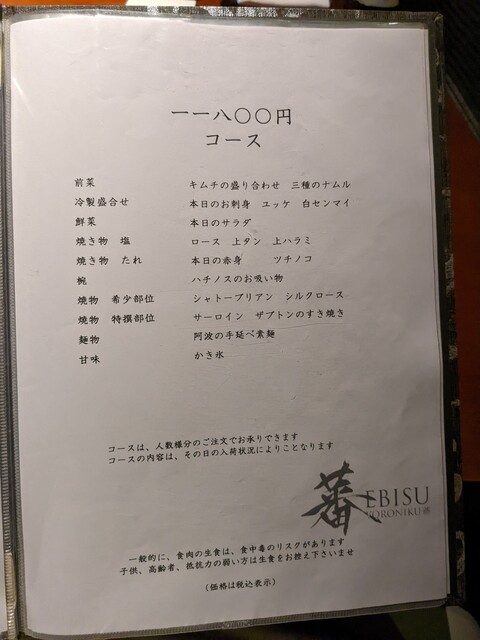 一一八〇〇円
コース
前菜 キムチの盛り合わせ 三種のナムル
冷製盛合せ 本日のお刺身 ユッケ 白センマイ
鮮菜 本日のサラダ
焼き物 塩 ロース 上タン 上ハラミ
焼き物 たれ 本日の赤身 ツチノコ
椀 ハチノスのお吸い物
焼物 希少部位 シャトーブリアン シルクロース
焼物 特撰部位 サーロイン ザブトンのすき焼き
麺物 阿波の手延べ素麺
甘味 かき氷
コースは、人数様分のご注文でお承りできます
コースの内容は、その日の入荷状況によりことなります
蕃 EBISU
YORONIKU
一般的に、食肉の生食は、食中毒のリスクがあります
子供、高齢者、抵抗力の弱い方は生食をお控え下さいませ
(価格は税込表示)